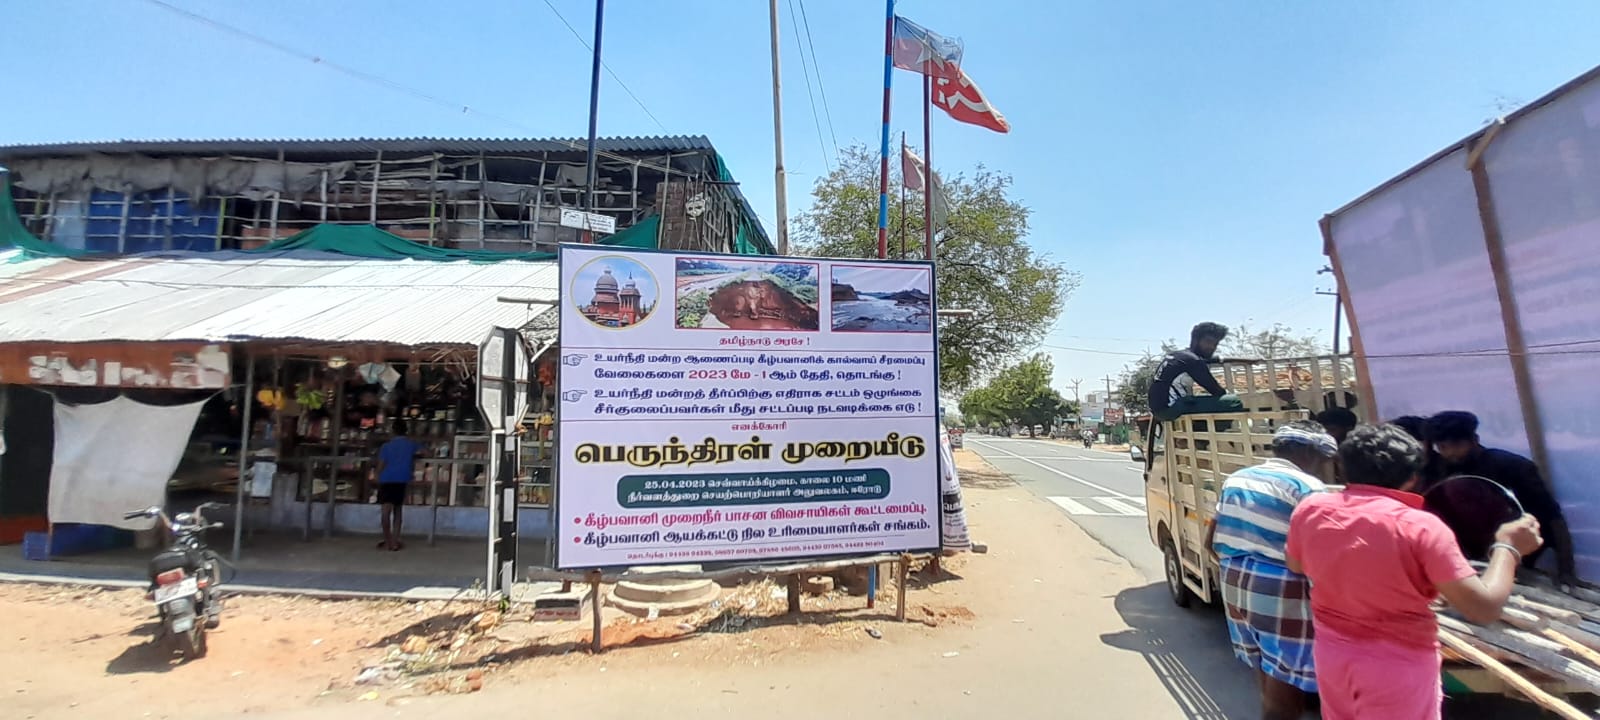 தமிழ்நாடு அரசே !
உயர்நீதி மன்ற ஆணைப்படி கீழ்பவானிக் கால்வாய் சீரமைப்பு
வேலைகளை 2023 மே - 1 ஆம் தேதி, தொடங்கு !
உயர்நீதி மன்றத் தீர்ப்பிற்கு எதிராக சட்டம் ஒழுங்கை
சீர்குலைப்பவர்கள் மீது சட்டப்படி நடவடிக்கை எடு !
எனக்கோரி
பெருந்திரள் முறையீடு
25.04.2023 செவ்வாய்க்கிழமை, காலை 10 மணி
நீர்வளத்துறை செயற்பொறியாளர் அலுவலகம், ஈரோடு
• கீழ்பவானி முறைநீர் பாசன விவசாயிகள் கூட்டமைப்பு.
• கீழ்பவானி ஆயக்கட்டு நில உரிமையாளர்கள் சங்கம்.
தொடர்புக்கு :